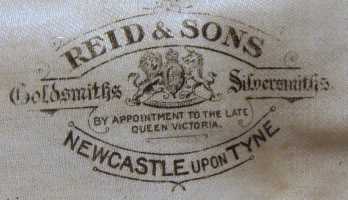 REID & SONS
Goldsmiths Silversmiths.
BY APPOINTMENT TO THE LATE
QUEEN VICTORIA.
NEWCASTLE UPON TYNE